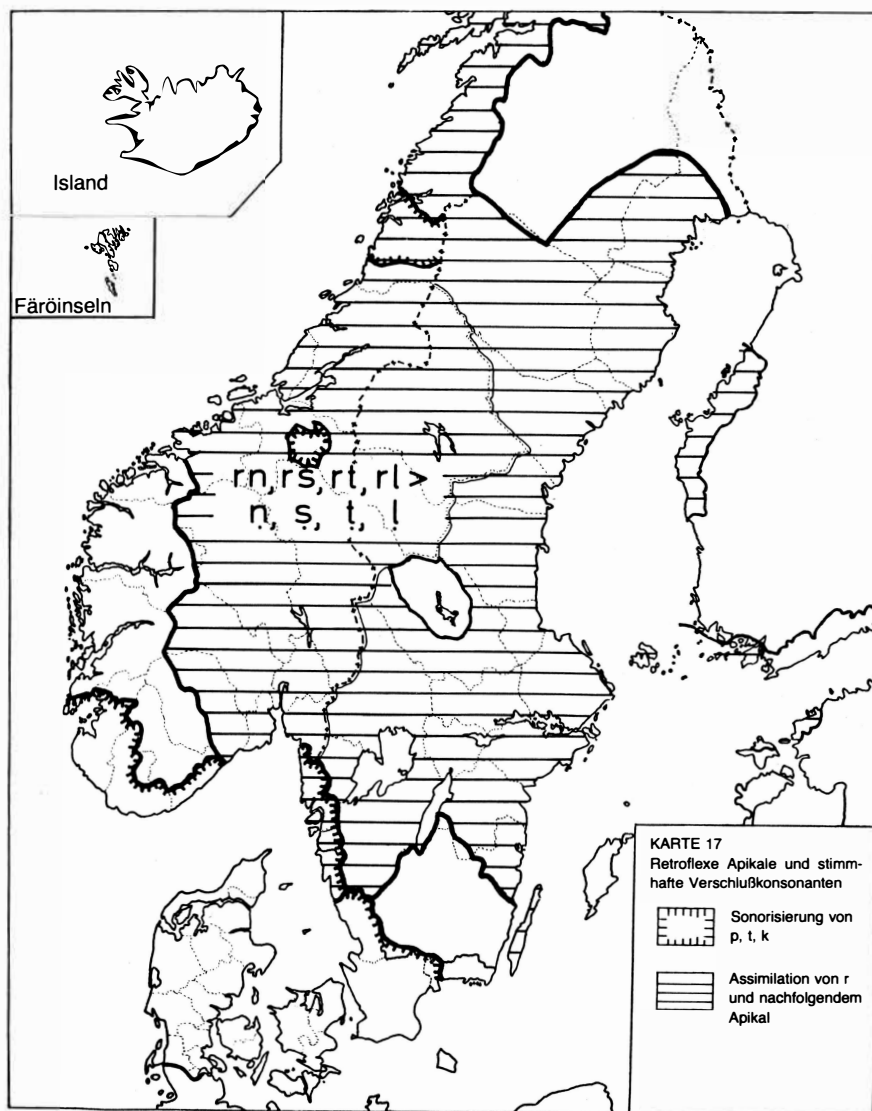 Island
Färöinseln
rn, rs, rt, rl >
ṇ, ṣ, ṭ, ḷ
KARTE 17
Retroflexe Apikale und stimm-
hafte Verschlußkonsonanten
Sonorisierung von
p, t, k
Assimilation von r
und nachfolgendem
Apikal